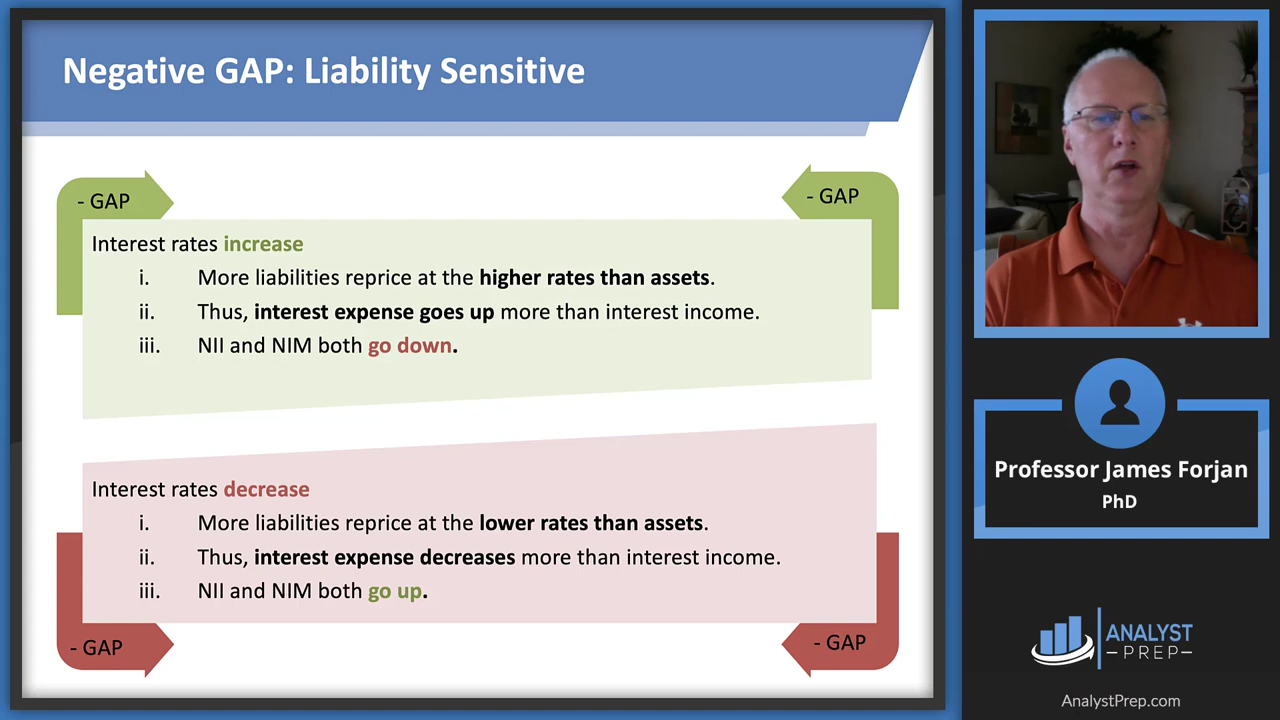 Negative GAP: Liability Sensitive
- GAP
- GAP
Interest rates increase
i. More liabilities reprice at the higher rates than assets.
ii. Thus, interest expense goes up more than interest income.
iii. NII and NIM both go down.
Interest rates decrease
i. More liabilities reprice at the lower rates than assets.
ii. Thus, interest expense decreases more than interest income.
iii. NII and NIM both go up.
- GAP
- GAP
Professor James Forjan
PhD
ANALYST
PREP
AnalystPrep.com